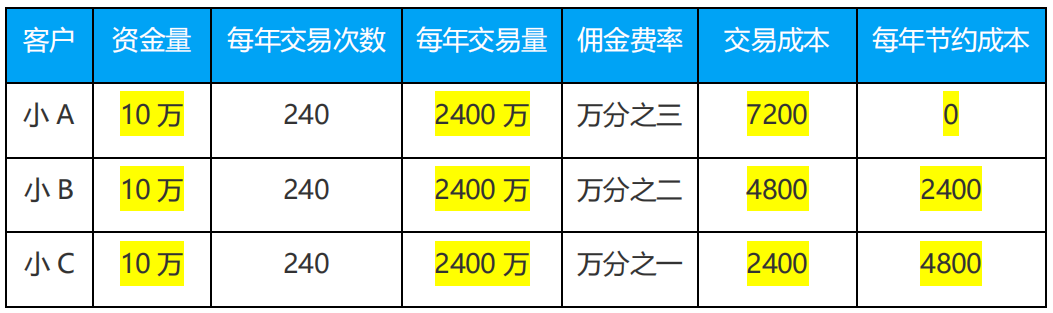 客户 资金量 每年交易次数 每年交易量 佣金费率 交易成本 每年节约成本
小 A 10 万 240 2400 万 万分之三 7200 0
小 B 10 万 240 2400 万 万分之二 4800 2400
小 C 10 万 240 2400 万 万分之一 2400 4800